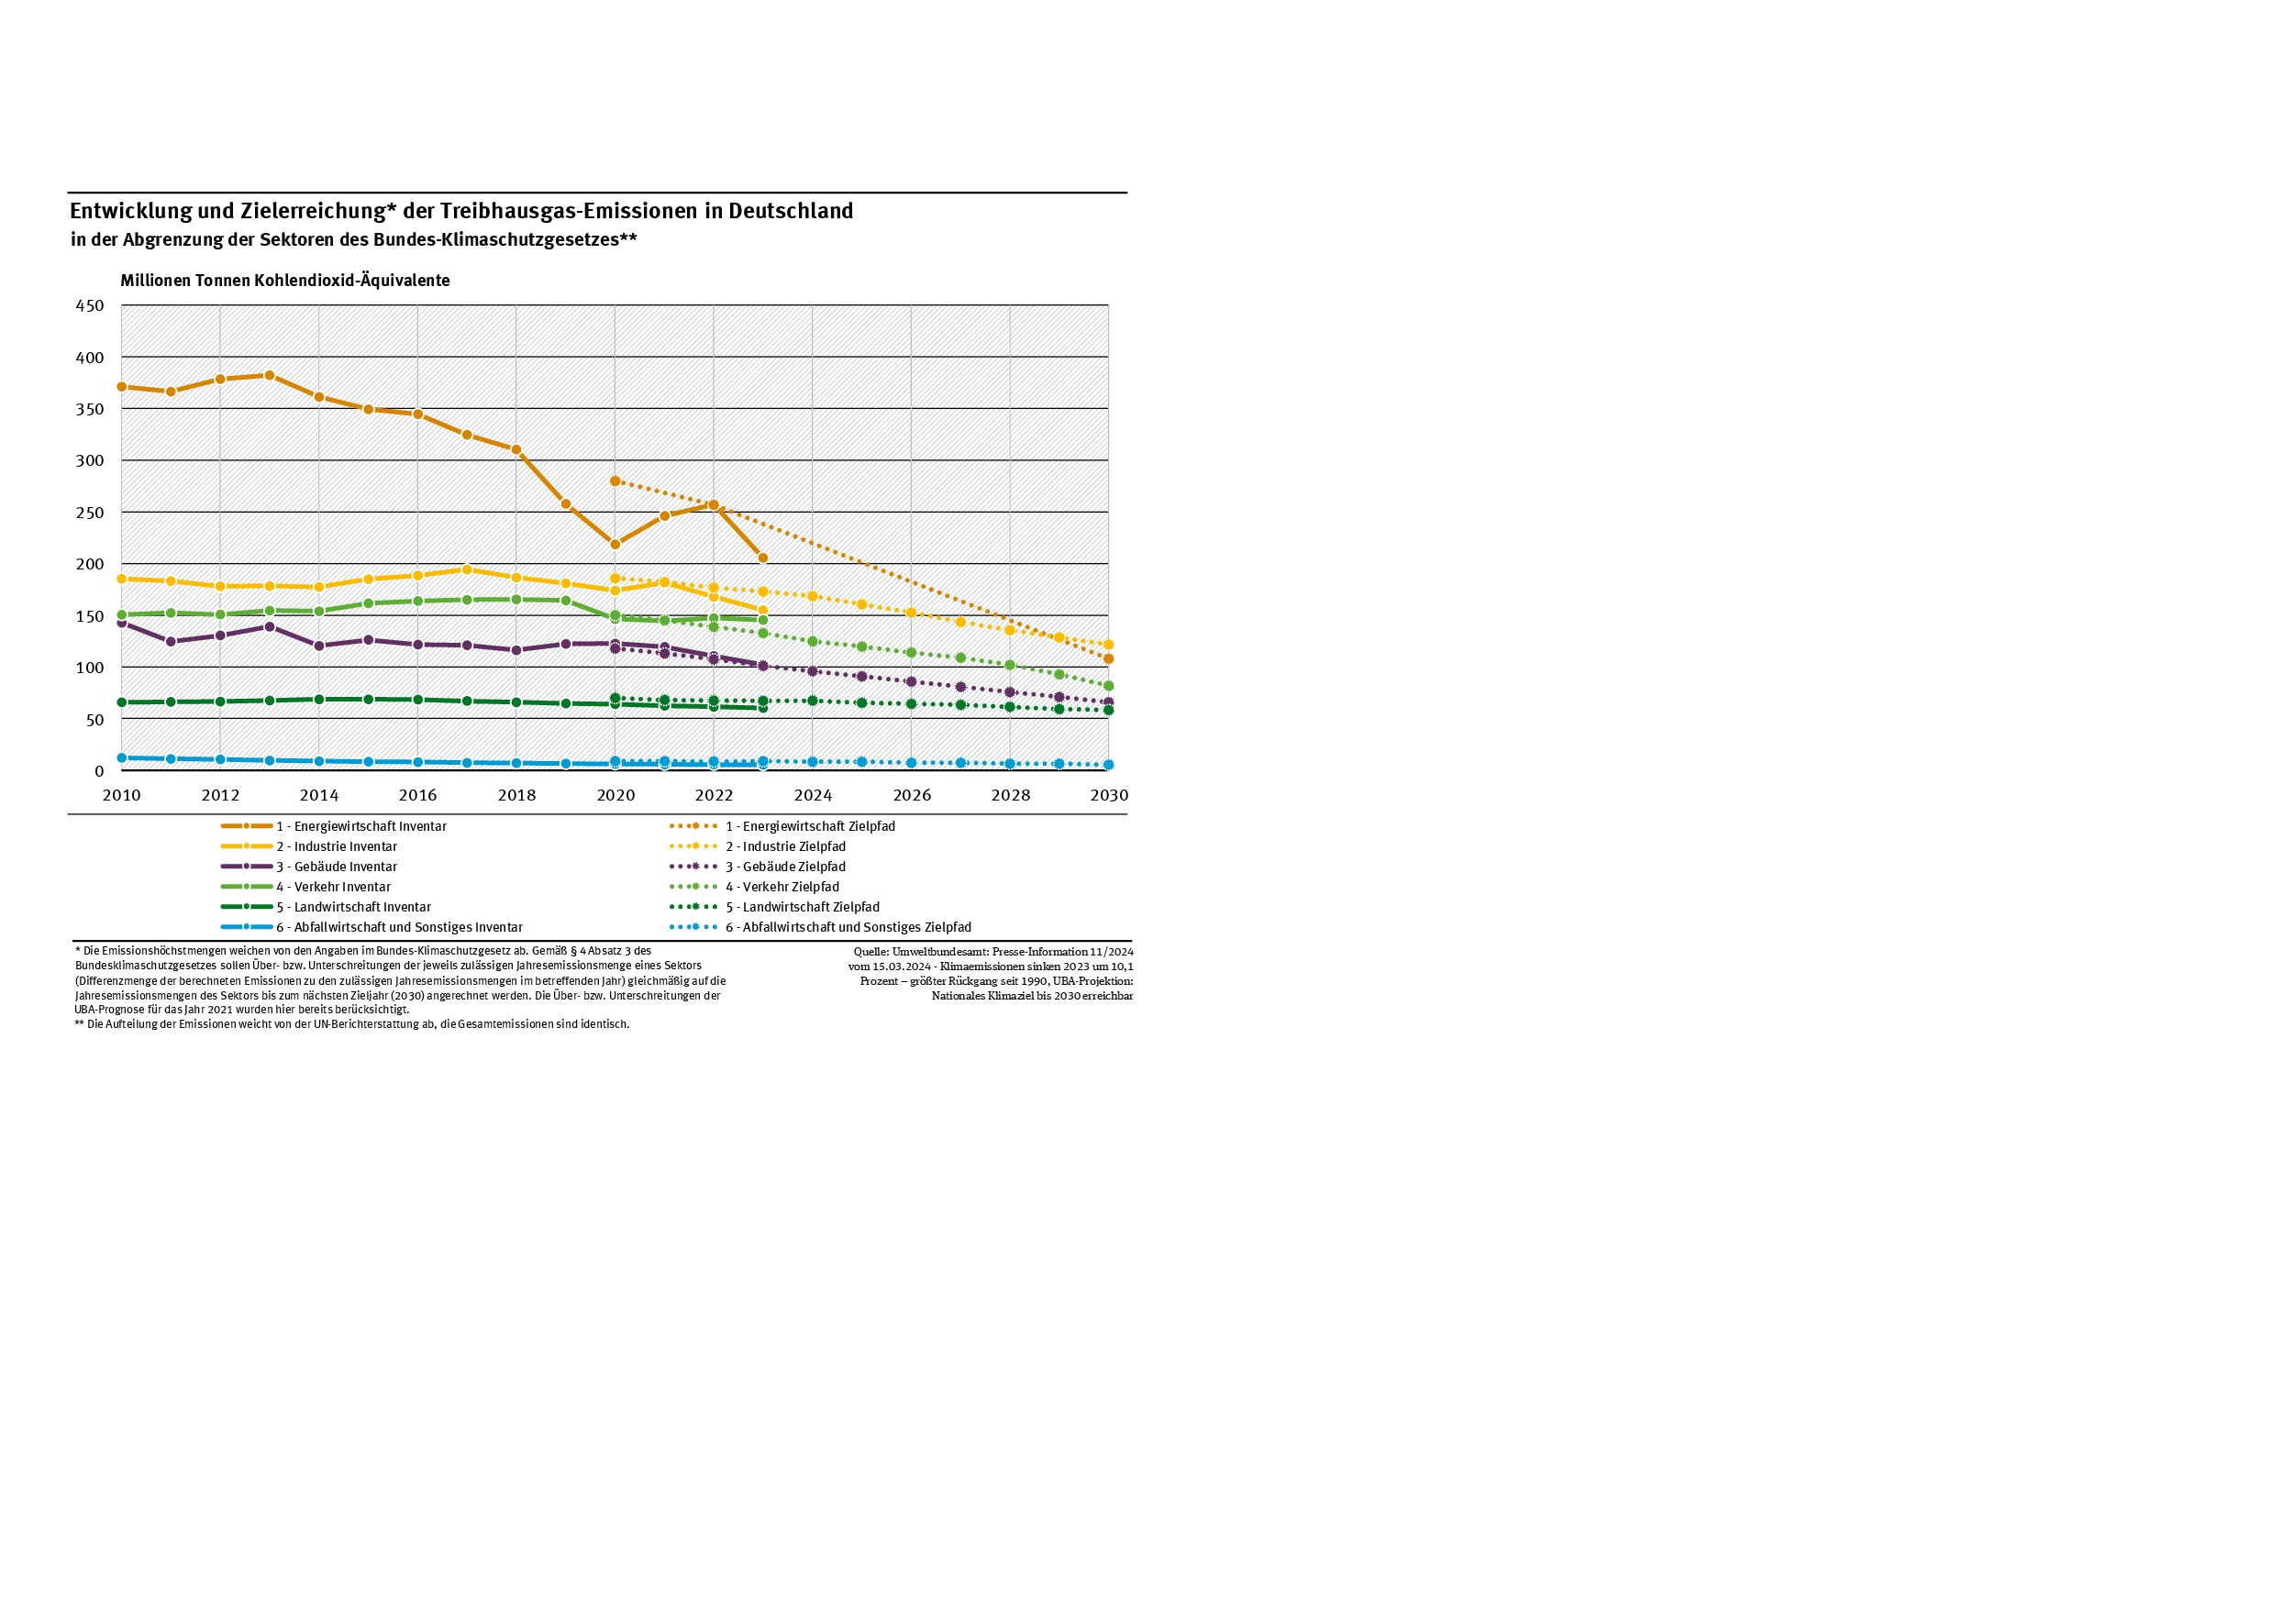 Entwicklung und Zielerreichung* der Treibhausgas-Emissionen in Deutschland
in der Abgrenzung der Sektoren des Bundes-Klimaschutzgesetzes**
Millionen Tonnen Kohlendioxid-Äquivalente
450
400
350
300
250
200
150
100
50
0
2010 2012 2014 2016 2018 2020 2022 2024 2026 2028 2030
1 - Energiewirtschaft Inventar
2 - Industrie Inventar
3 - Gebäude Inventar
4 - Verkehr Inventar
5 - Landwirtschaft Inventar
6 - Abfallwirtschaft und Sonstiges Inventar
1 - Energiewirtschaft Zielpfad
2 - Industrie Zielpfad
3 - Gebäude Zielpfad
4 - Verkehr Zielpfad
5 - Landwirtschaft Zielpfad
6 - Abfallwirtschaft und Sonstiges Zielpfad
* Die Emissionshöchstmengen weichen von den Angaben im Bundes-Klimaschutzgesetz ab. Gemäß § 4 Absatz 3 des
Bundesklimaschutzgesetzes sollen Über- bzw. Unterschreitungen der jeweils zulässigen Jahresemissionsmenge eines Sektors
(Differenzmenge der berechneten Emissionen zu den zulässigen Jahresemissionsmengen im betreffenden Jahr) gleichmäßig auf die
Jahresemissionsmengen des Sektors bis zum nächsten Zieljahr (2030) angerechnet werden. Die Über- bzw. Unterschreitungen der
UBA-Prognose für das Jahr 2021 wurden hier bereits berücksichtigt.
** Die Aufteilung der Emissionen weicht von der UN-Berichterstattung ab, die Gesamtemissionen sind identisch.
Quelle: Umweltbundesamt: Presse-Information 11/2024
vom 15.03.2024 - Klimaemissionen sinken 2023 um 10,1
Prozent – größter Rückgang seit 1990, UBA-Projektion:
Nationales Klimaziel bis 2030 erreichbar